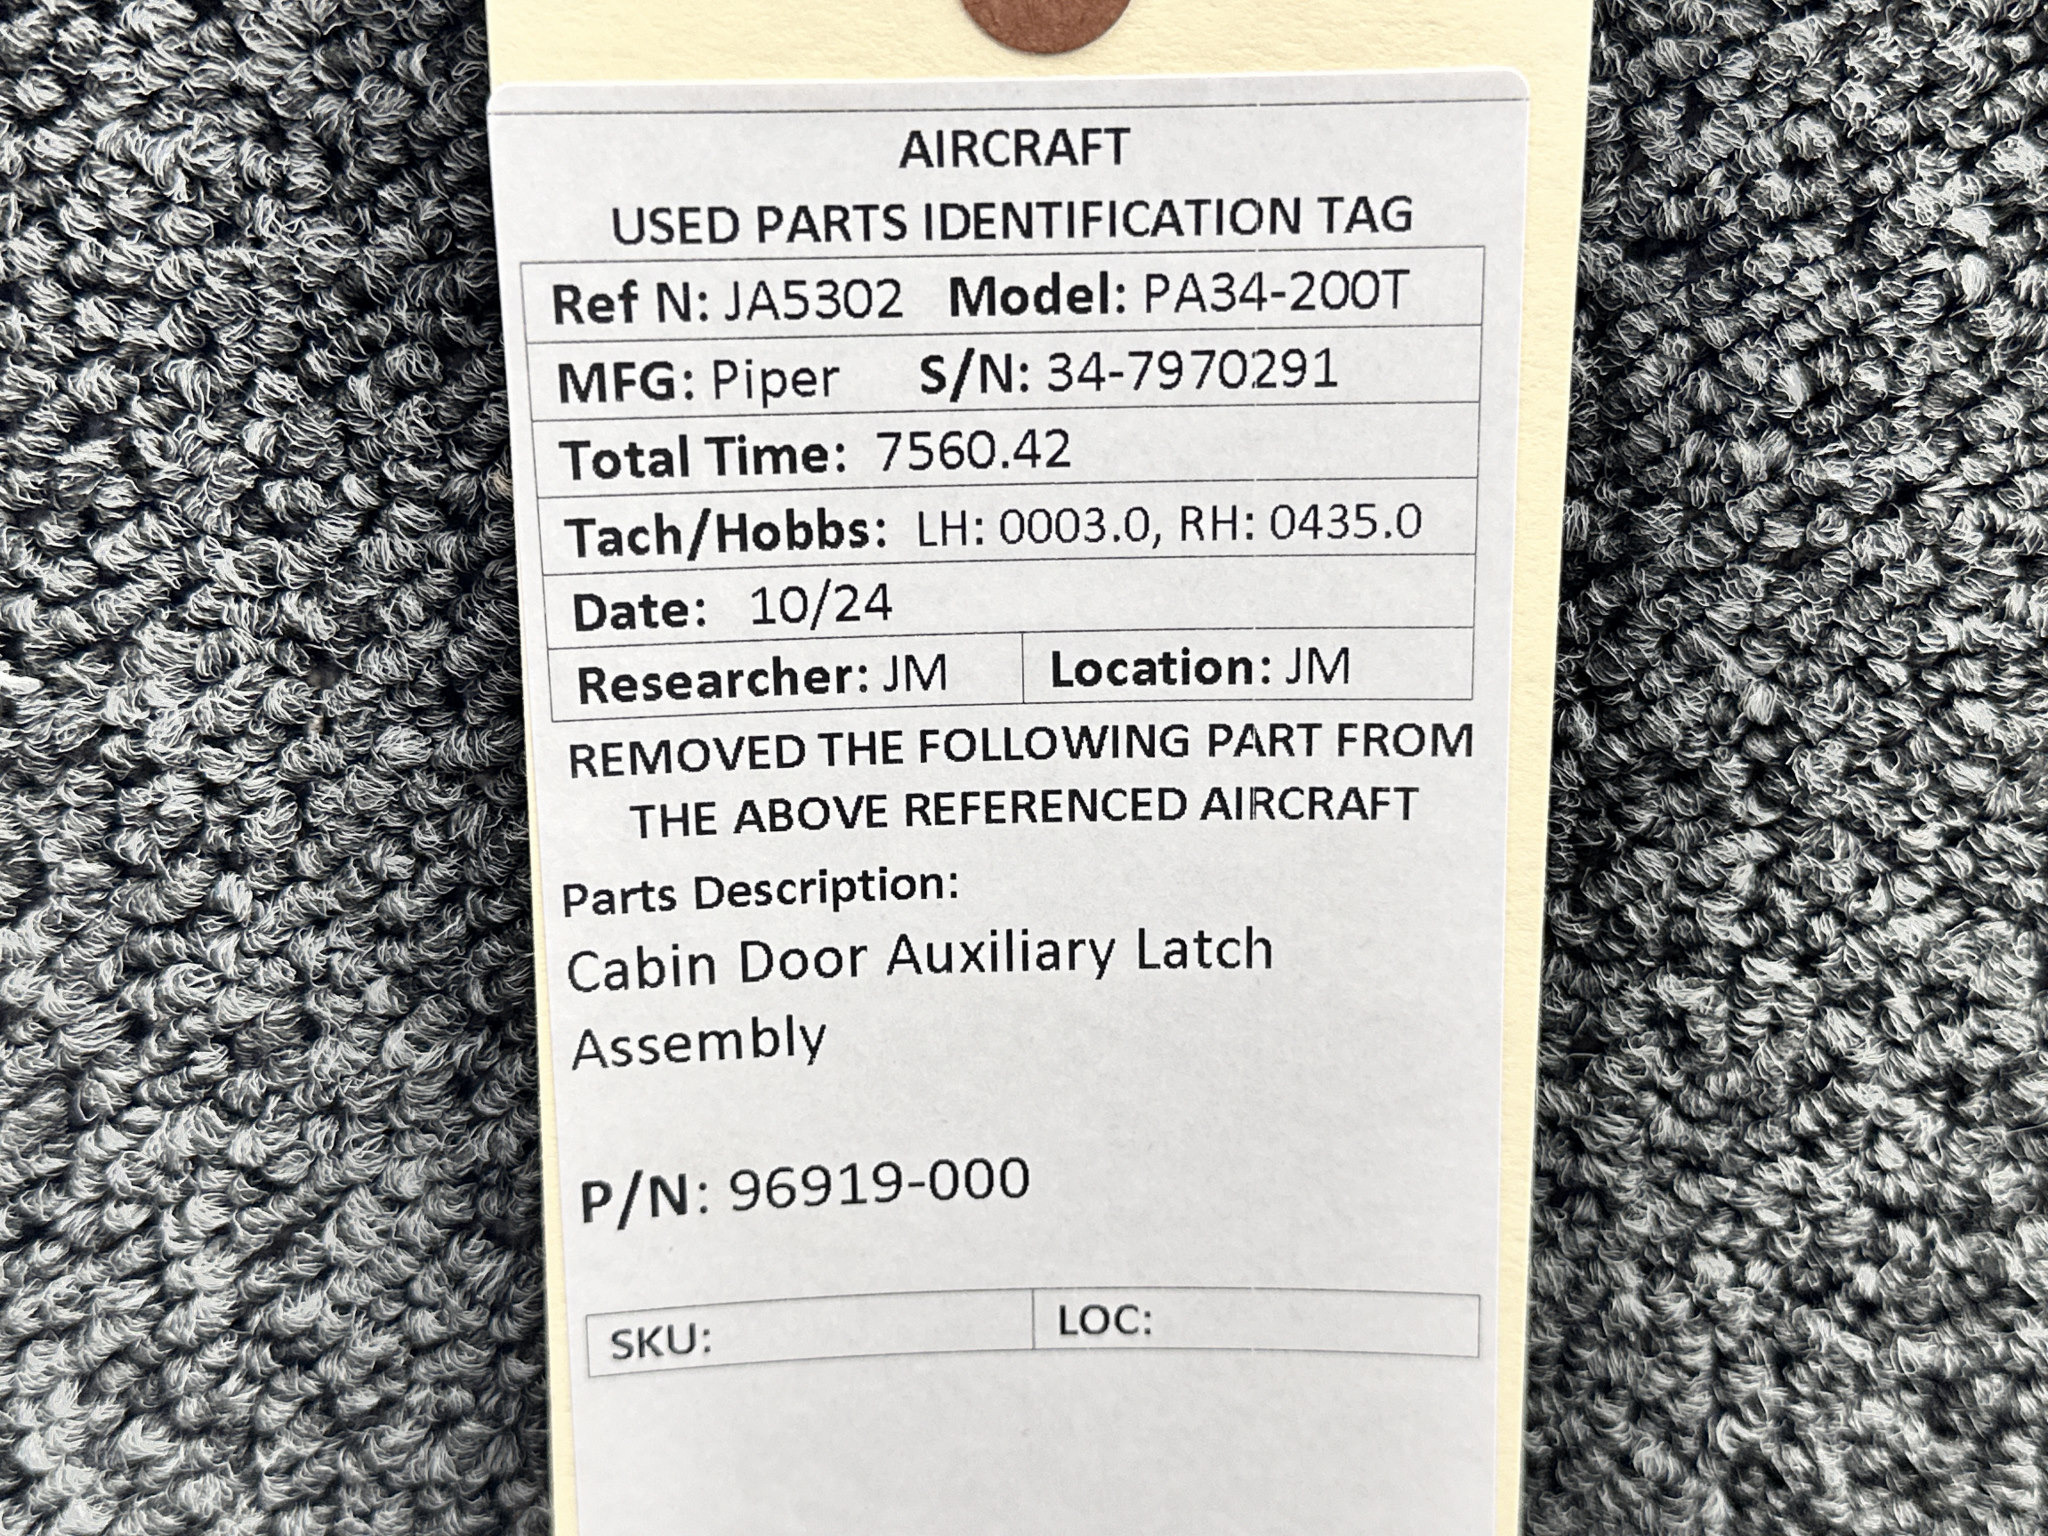 AIRCRAFT
USED PARTS IDENTIFICATION TAG
Ref N: JA5302 Model: PA34-200T
MFG: Piper S/N: 34-7970291
Total Time: 7560.42
Tach/Hobbs: LH: 0003.0, RH: 0435.0
Date: 10/24
Researcher: JM Location: JM
REMOVED THE FOLLOWING PART FROM
THE ABOVE REFERENCED AIRCRAFT
Parts Description:
Cabin Door Auxiliary Latch
Assembly
P/N: 96919-000
SKU: LOC: